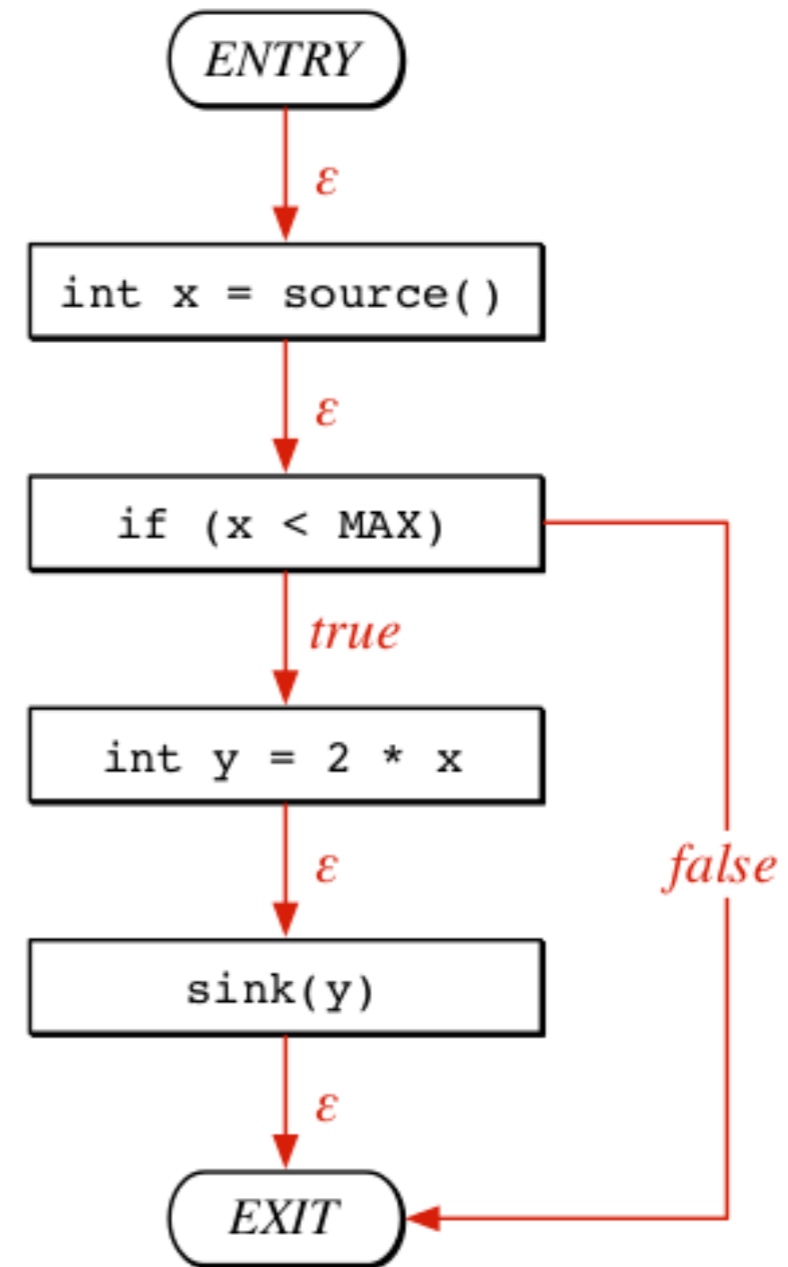 ENTRY
ε
int x = source()
ε
if (x < MAX)
true
int y = 2 * x
ε
false
sink(y)
ε
EXIT